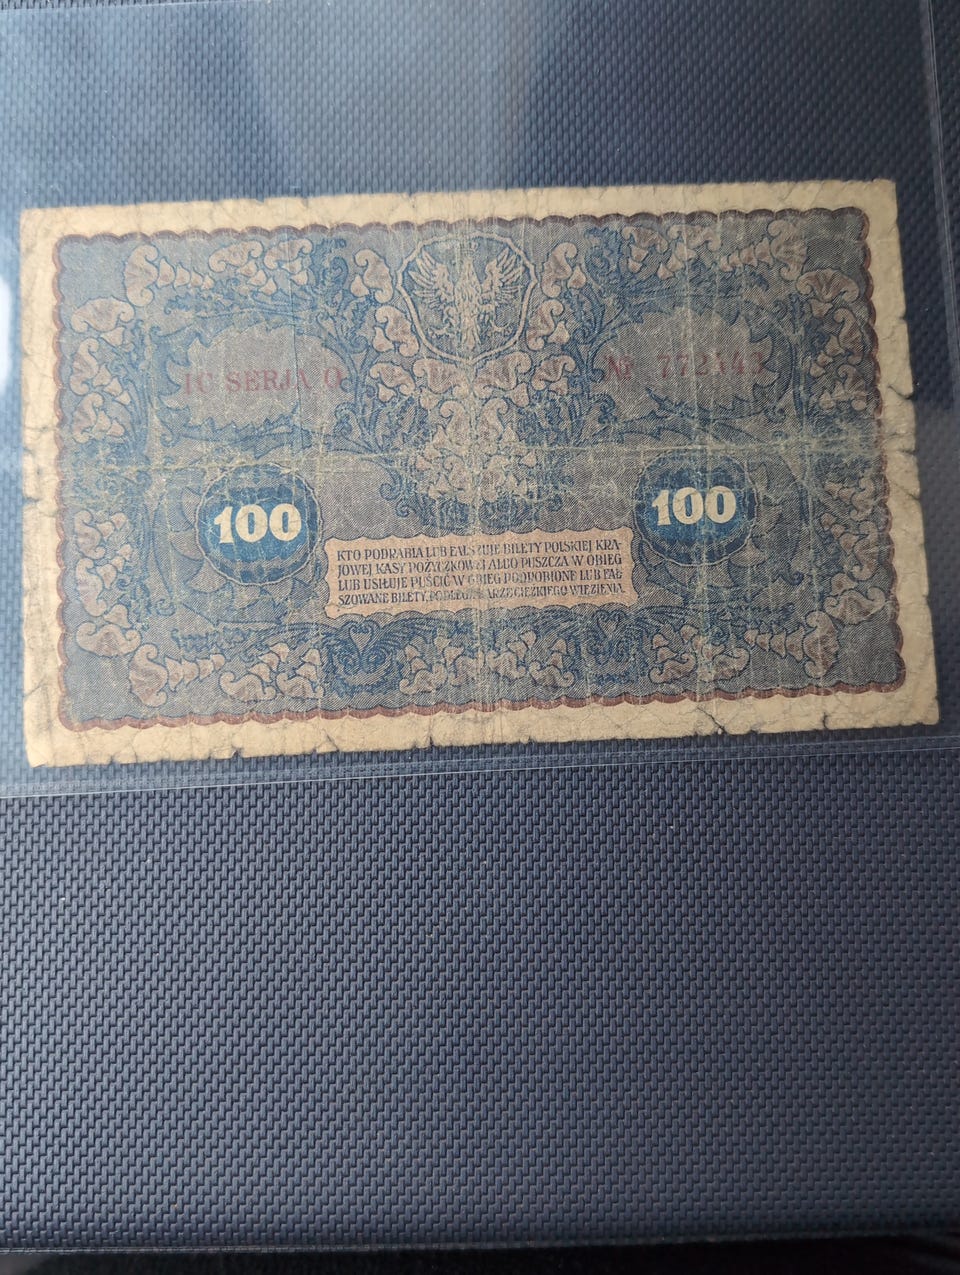 IC SERJA O
№ 772443
100
100
KTO PODRABIA LUB FAŁSZUJE BILETY POLSKIEJ KRA-
JOWEJ KASY POŻYCZKOWEJ ALBO PUSZCZA W OBIEG
LUB USIŁUJE PUŚCIĆ W OBIEG PODROBIONE LUB FAŁ-
SZOWANE BILETY, PODLEGA KARZE CIĘŻKIEGO WIĘZIENIA.